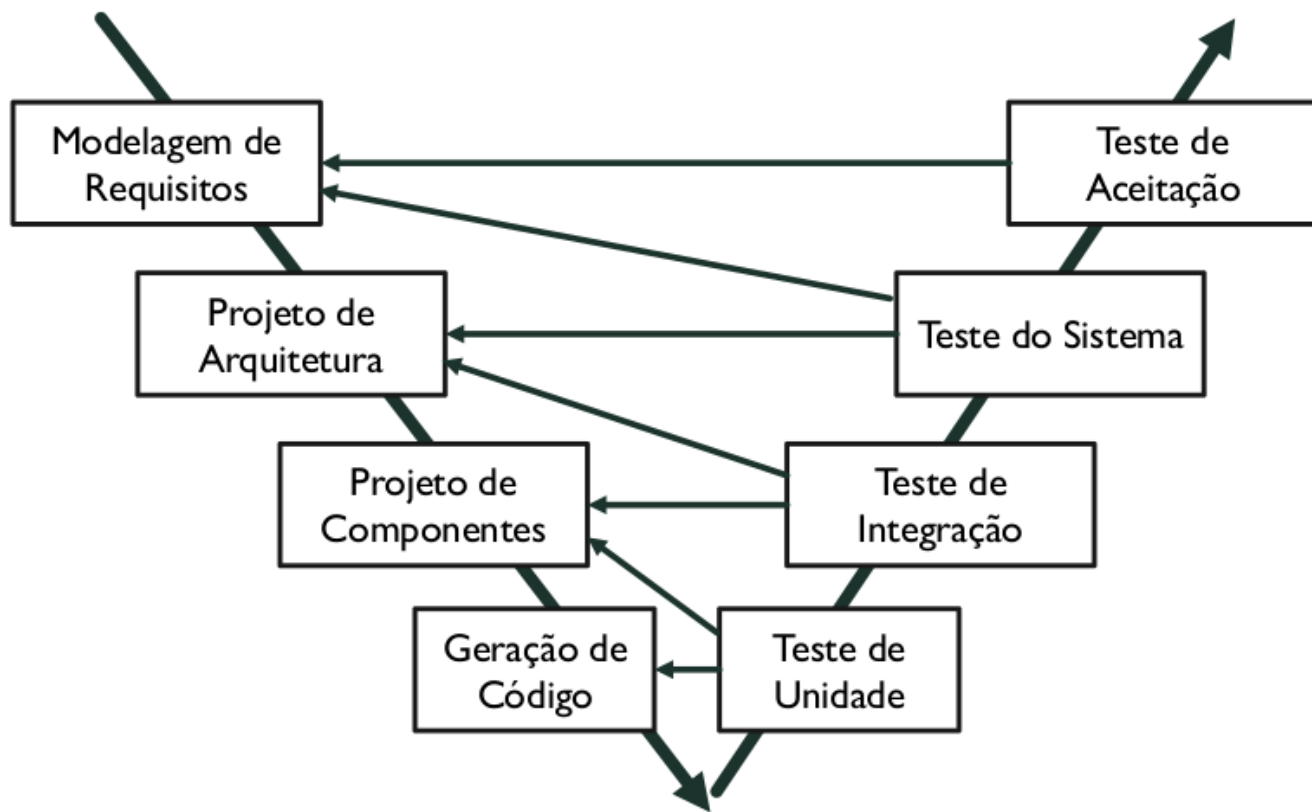 Modelagem de
Requisitos
Teste de
Aceitação
Projeto de
Arquitetura
Teste do Sistema
Projeto de
Componentes
Teste de
Integração
Geração de
Código
Teste de
Unidade